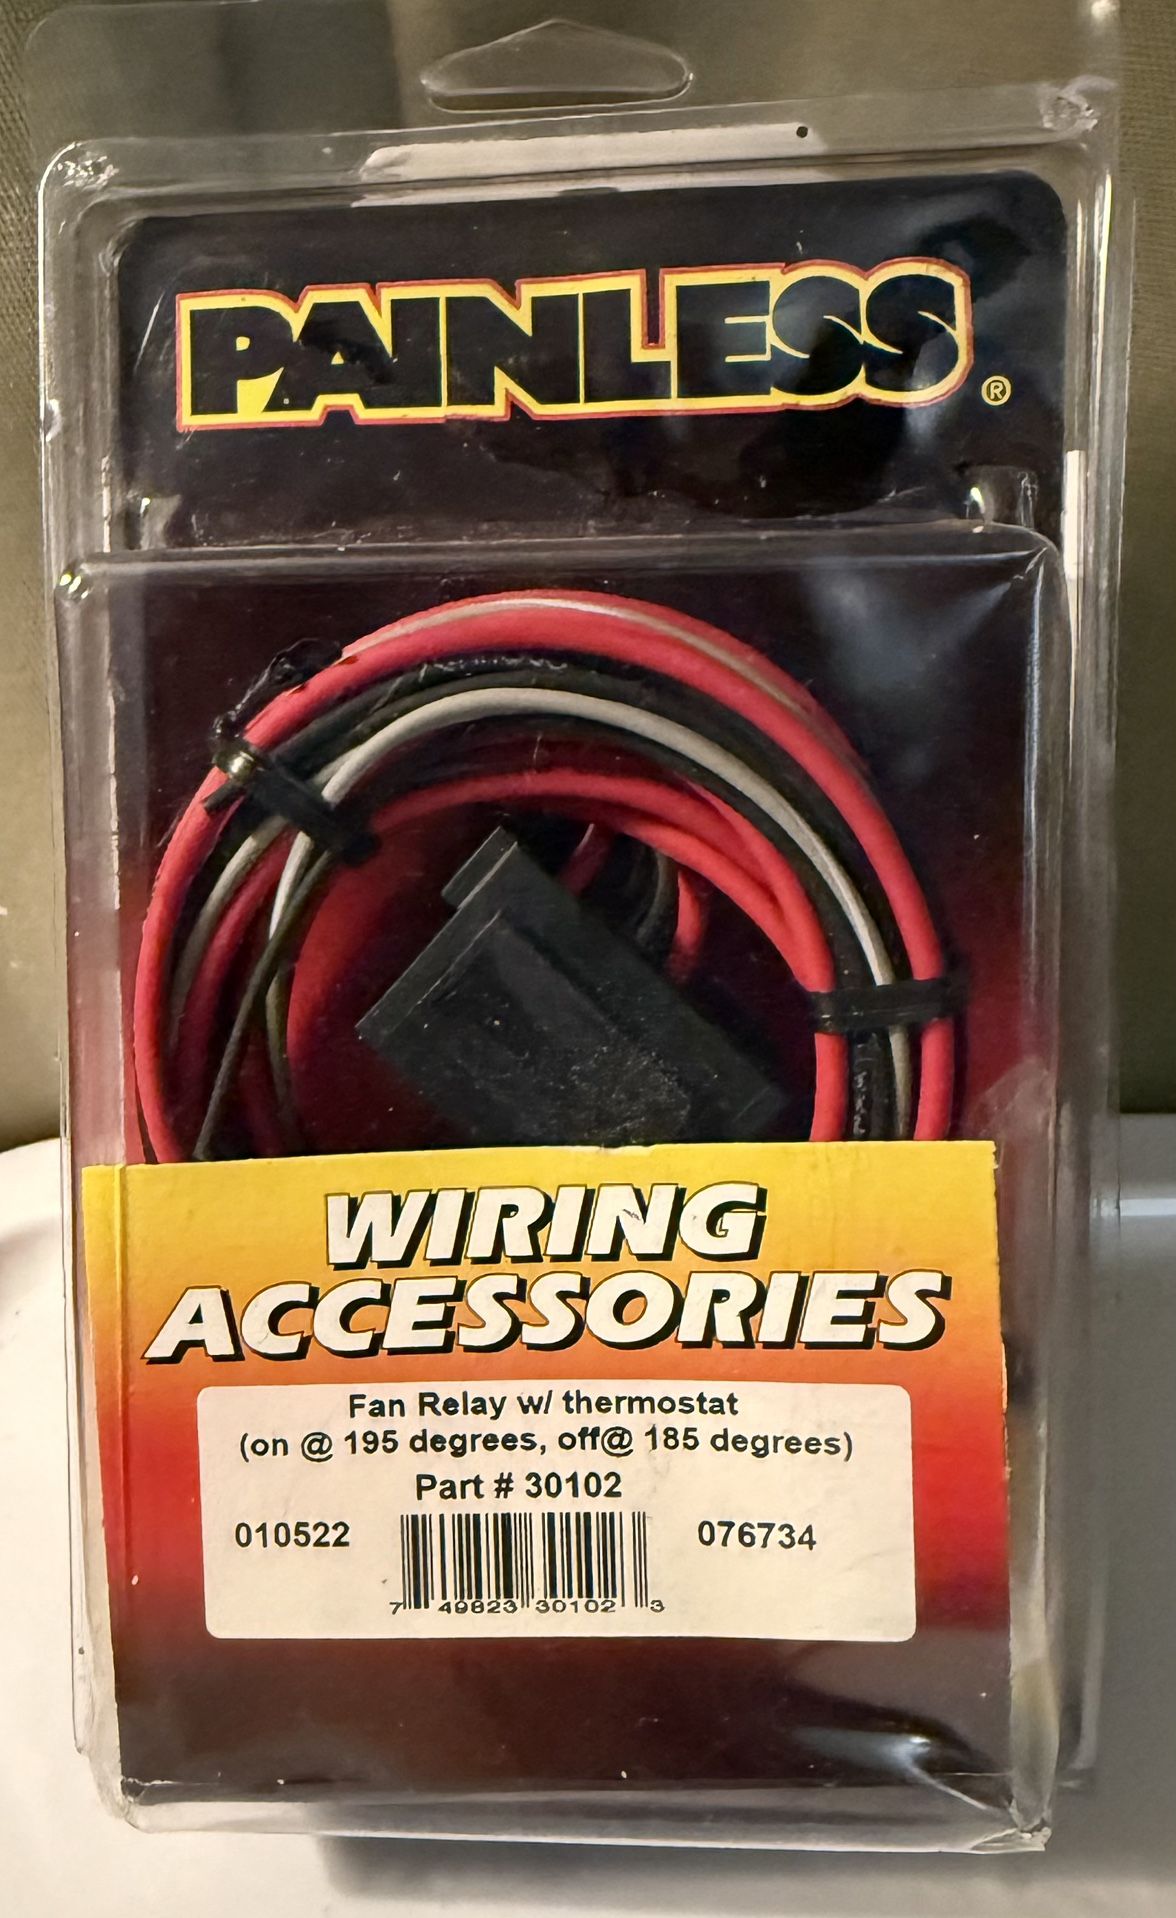 PAINLESS®
WIRING
ACCESSORIES
Fan Relay w/ thermostat
(on @ 195 degrees, off@ 185 degrees)
Part # 30102
010522 076734
7 49823 30102 3